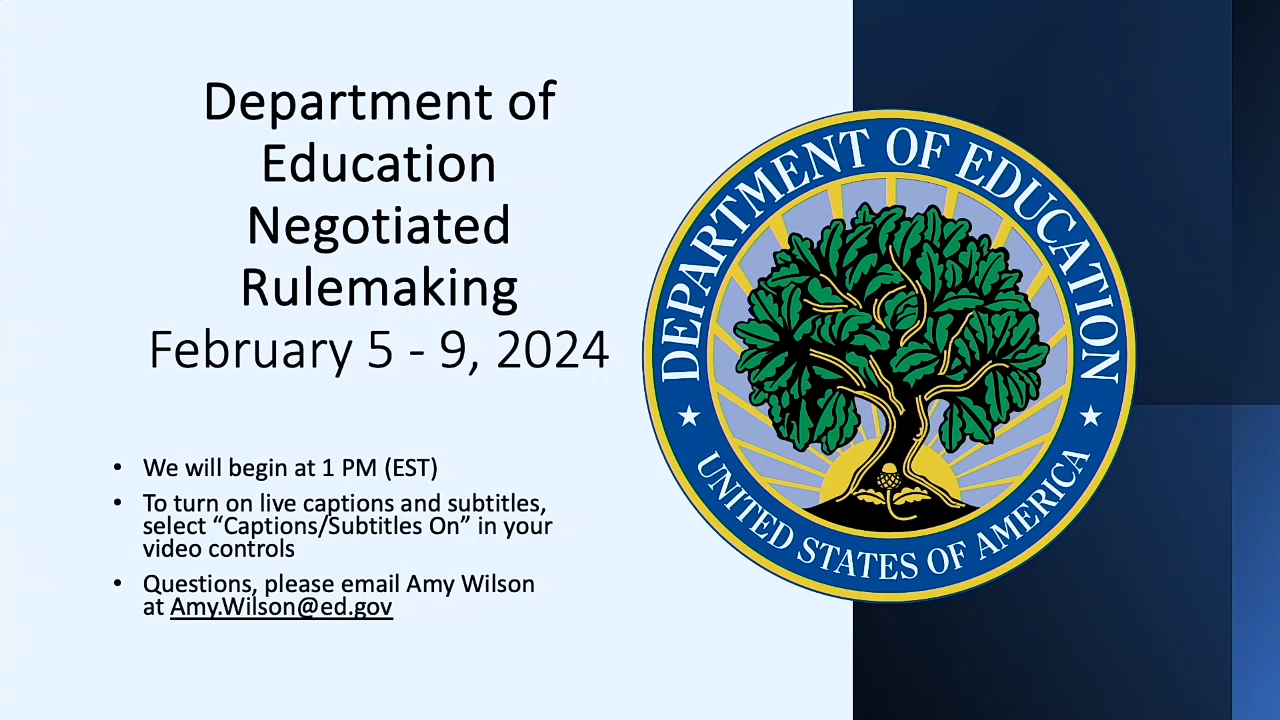 Department of
Education
Negotiated
Rulemaking
February 5 - 9, 2024
• We will begin at 1 PM (EST)
• To turn on live captions and subtitles,
select “Captions/Subtitles On” in your
video controls
• Questions, please email Amy Wilson
at Amy.Wilson@ed.gov
DEPARTMENT OF EDUCATION
UNITED STATES OF AMERICA